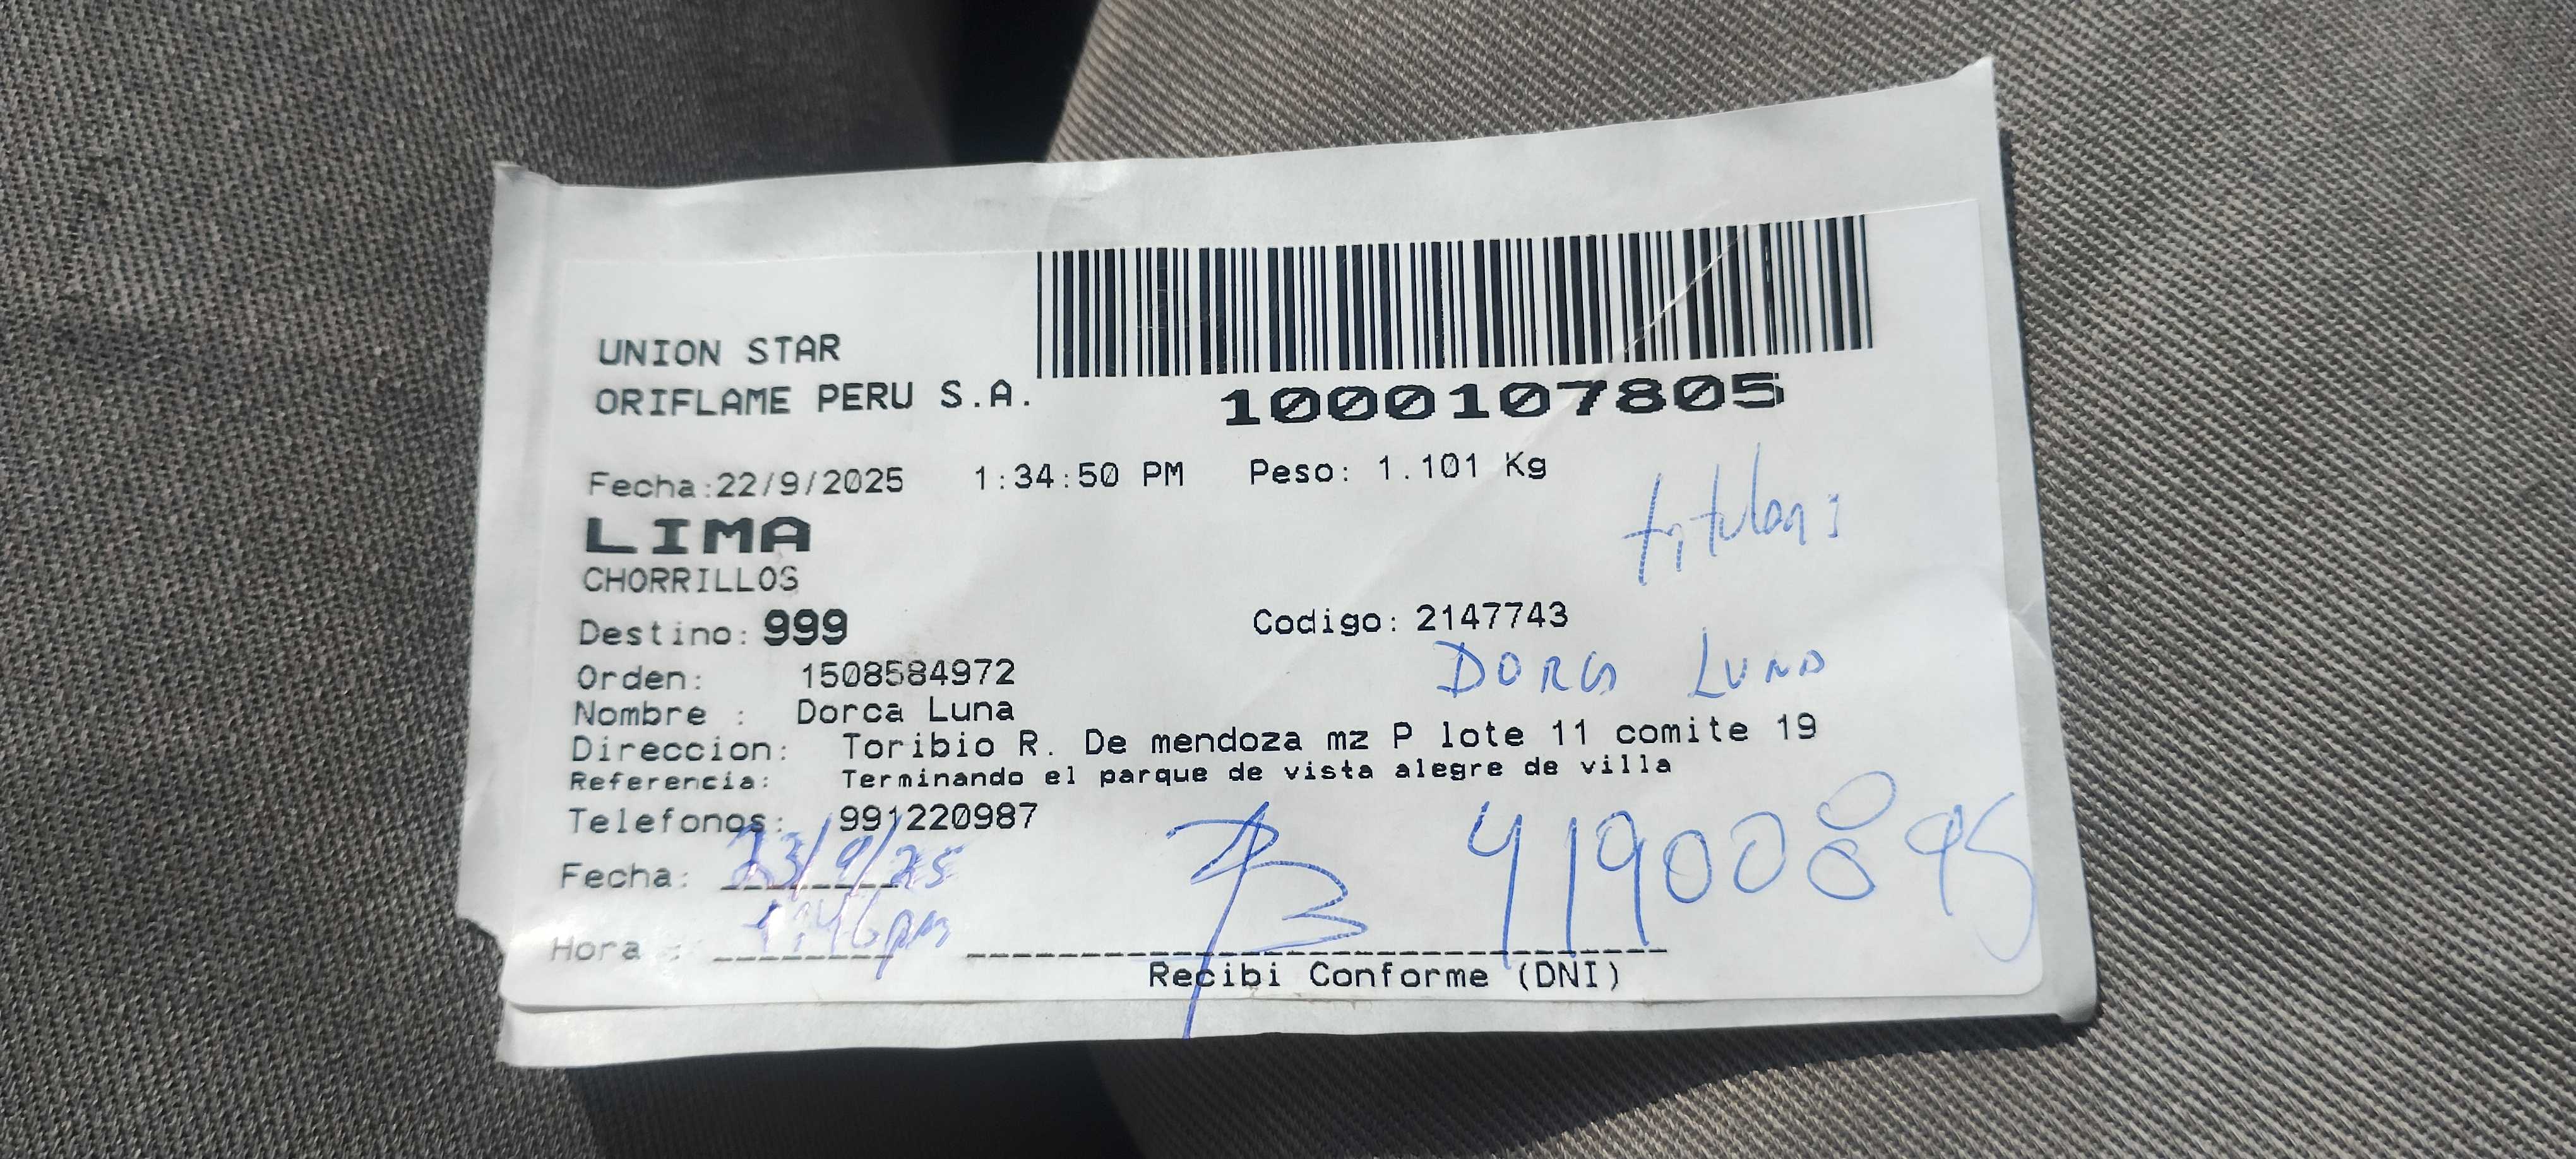 UNION STAR
ORIFLAME PERU S.A.
1000107805
Fecha:22/9/2025 1:34:50 PM Peso: 1.101 Kg
LIMA
titular:
CHORRILLOS
Destino: 999 Codigo: 2147743
Orden: 1508584972
Dorca Luna
Nombre : Dorca Luna
Direccion: Toribio R. De mendoza mz P lote 11 comite 19
Referencia: Terminando el parque de vista alegre de villa
Telefonos: 991220987
Fecha: 23/9/25
Hora : 1:46pm
Recibi Conforme (DNI)